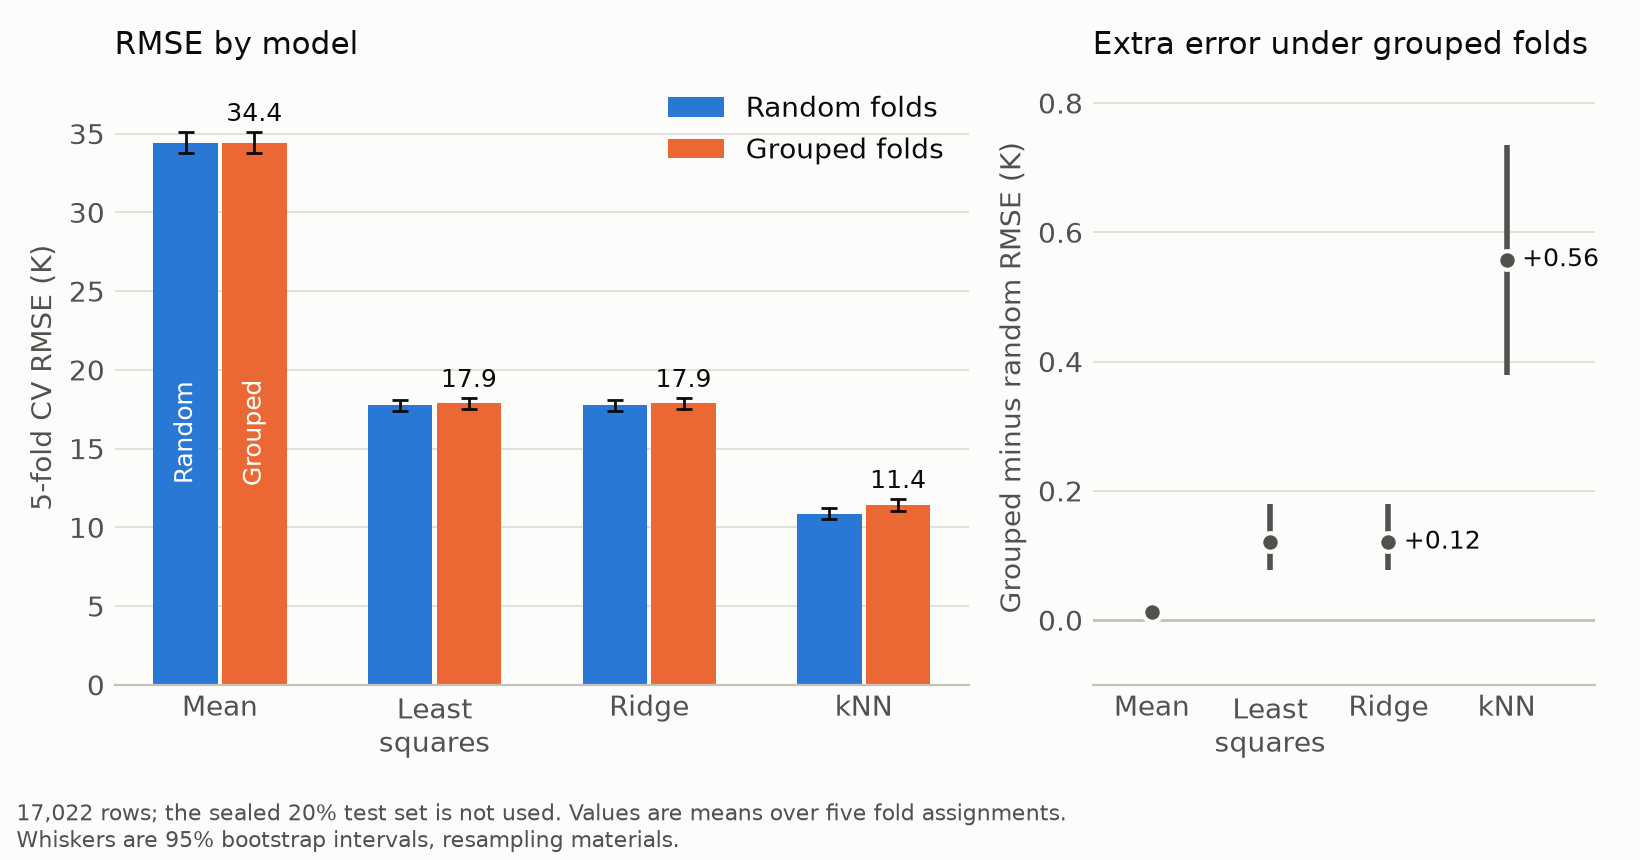 RMSE by model
5-fold CV RMSE (K)
35
30
25
20
15
10
5
0
34.4
17.9
17.9
11.4
Random
Grouped
Random folds
Grouped folds
Mean
Least
squares
Ridge
kNN
Extra error under grouped folds
Grouped minus random RMSE (K)
0.8
0.6
0.4
0.2
0.0
+0.56
+0.12
Mean
Least
squares
Ridge
kNN
17,022 rows; the sealed 20% test set is not used. Values are means over five fold assignments.
Whiskers are 95% bootstrap intervals, resampling materials.